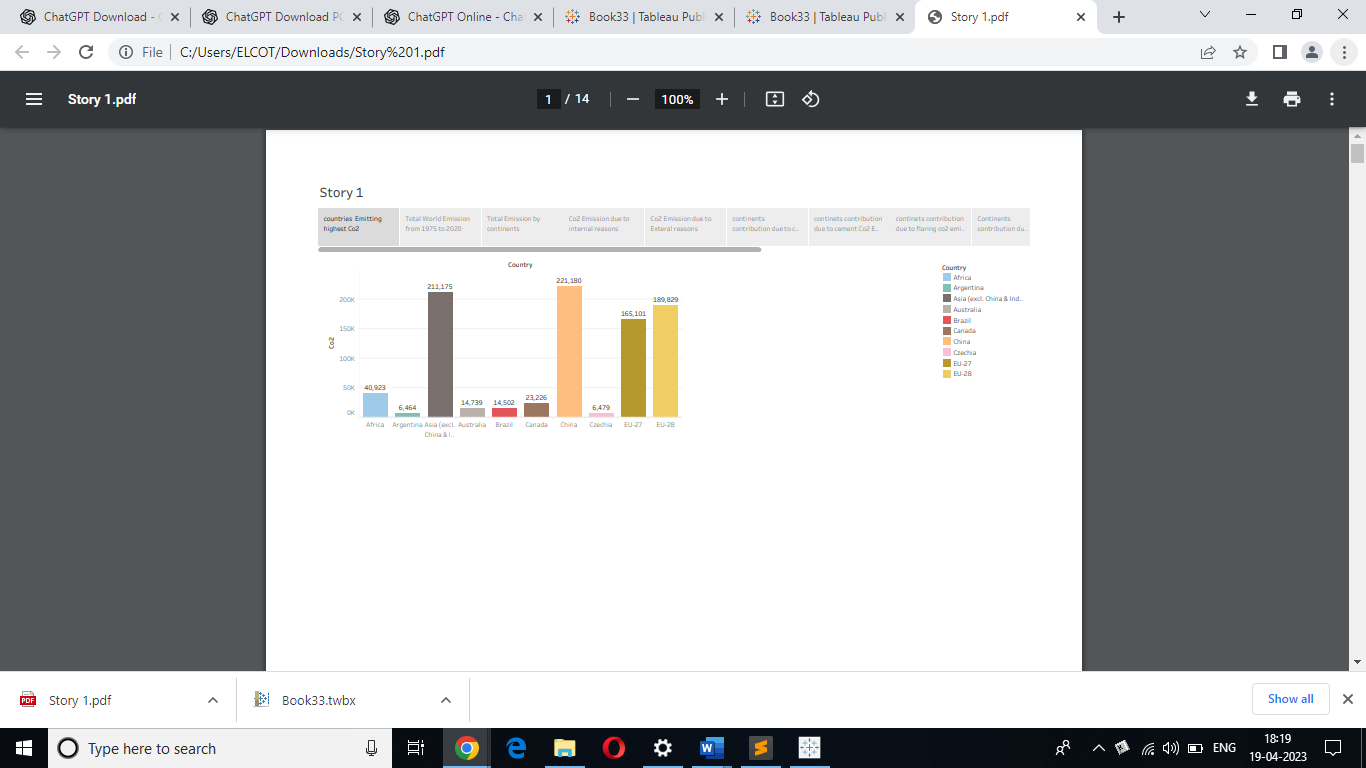 ChatGPT Download -
ChatGPT Download PC
ChatGPT Online - Cha
Book33 | Tableau Publ
Book33 | Tableau Publ
Story 1.pdf
File
C:/Users/ELCOT/Downloads/Story%201.pdf
Story 1.pdf
1 / 14
100%
Story 1
countries Emitting
highest Co2
Total World Emission
from 1975 to 2020
Total Emission by
continents
Co2 Emission due to
internal reasons
Co2 Emission due to
Exteral reasons
continents
contribution due to c..
continets contribution
due to cement Co2 E..
continets contribution
due to flaring co2 emi..
Continents
contribution du..
Country
Co2
200K
150K
100K
50K
0K
40,923
6,464
211,175
14,739
14,502
23,226
221,180
6,479
165,101
189,829
Africa
Argentina
Asia (excl.
China & I..
Australia
Brazil
Canada
China
Czechia
EU-27
EU-28
Country
Africa
Argentina
Asia (excl. China & Ind..
Australia
Brazil
Canada
China
Czechia
EU-27
EU-28
Story 1.pdf
Book33.twbx
Show all
Type here to search
ENG
18:19
19-04-2023